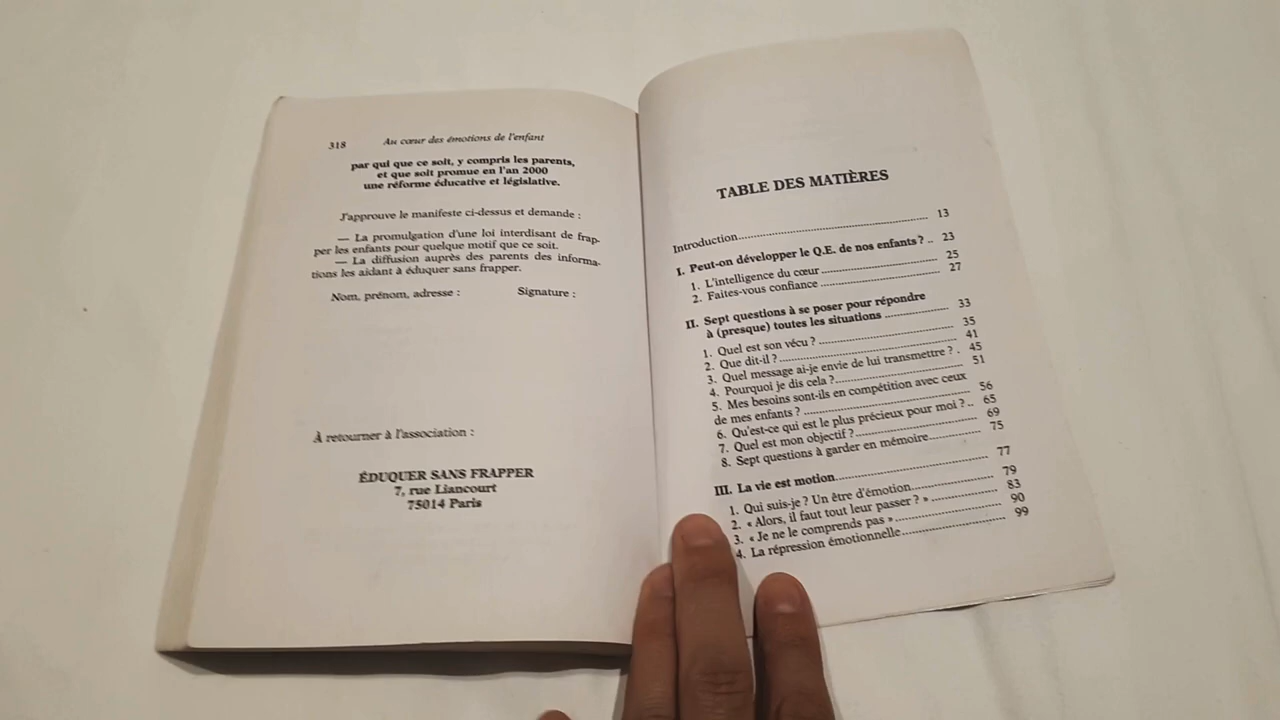 318 Au cœur des émotions de l'enfant
par qui que ce soit, y compris les parents,
et que soit promue en l'an 2000
une réforme éducative et législative.
J'approuve le manifeste ci-dessus et demande :
— La promulgation d'une loi interdisant de frap-
per les enfants pour quelque motif que ce soit.
— La diffusion auprès des parents des informa-
tions les aidant à éduquer sans frapper.
Nom, prénom, adresse : Signature :
À retourner à l'association :
ÉDUQUER SANS FRAPPER
7, rue Liancourt
75014 Paris
TABLE DES MATIÈRES
Introduction.......... 13
I. Peut-on développer le Q.E. de nos enfants ? .. 23
1. L'intelligence du cœur .......... 25
2. Faites-vous confiance .......... 27
II. Sept questions à se poser pour répondre
à (presque) toutes les situations .......... 33
1. Quel est son vécu ? .......... 35
2. Que dit-il ? .......... 41
3. Quel message ai-je envie de lui transmettre ? . 45
4. Pourquoi je dis cela ?.......... 51
5. Mes besoins sont-ils en compétition avec ceux
de mes enfants ? .......... 56
6. Qu'est-ce qui est le plus précieux pour moi ? .. 65
7. Quel est mon objectif ?.......... 69
8. Sept questions à garder en mémoire.......... 75
III. La vie est motion.......... 77
1. Qui suis-je ? Un être d'émotion.......... 79
2. « Alors, il faut tout leur passer ? » .......... 83
3. « Je ne le comprends pas » .......... 90
4. La répression émotionnelle.......... 99